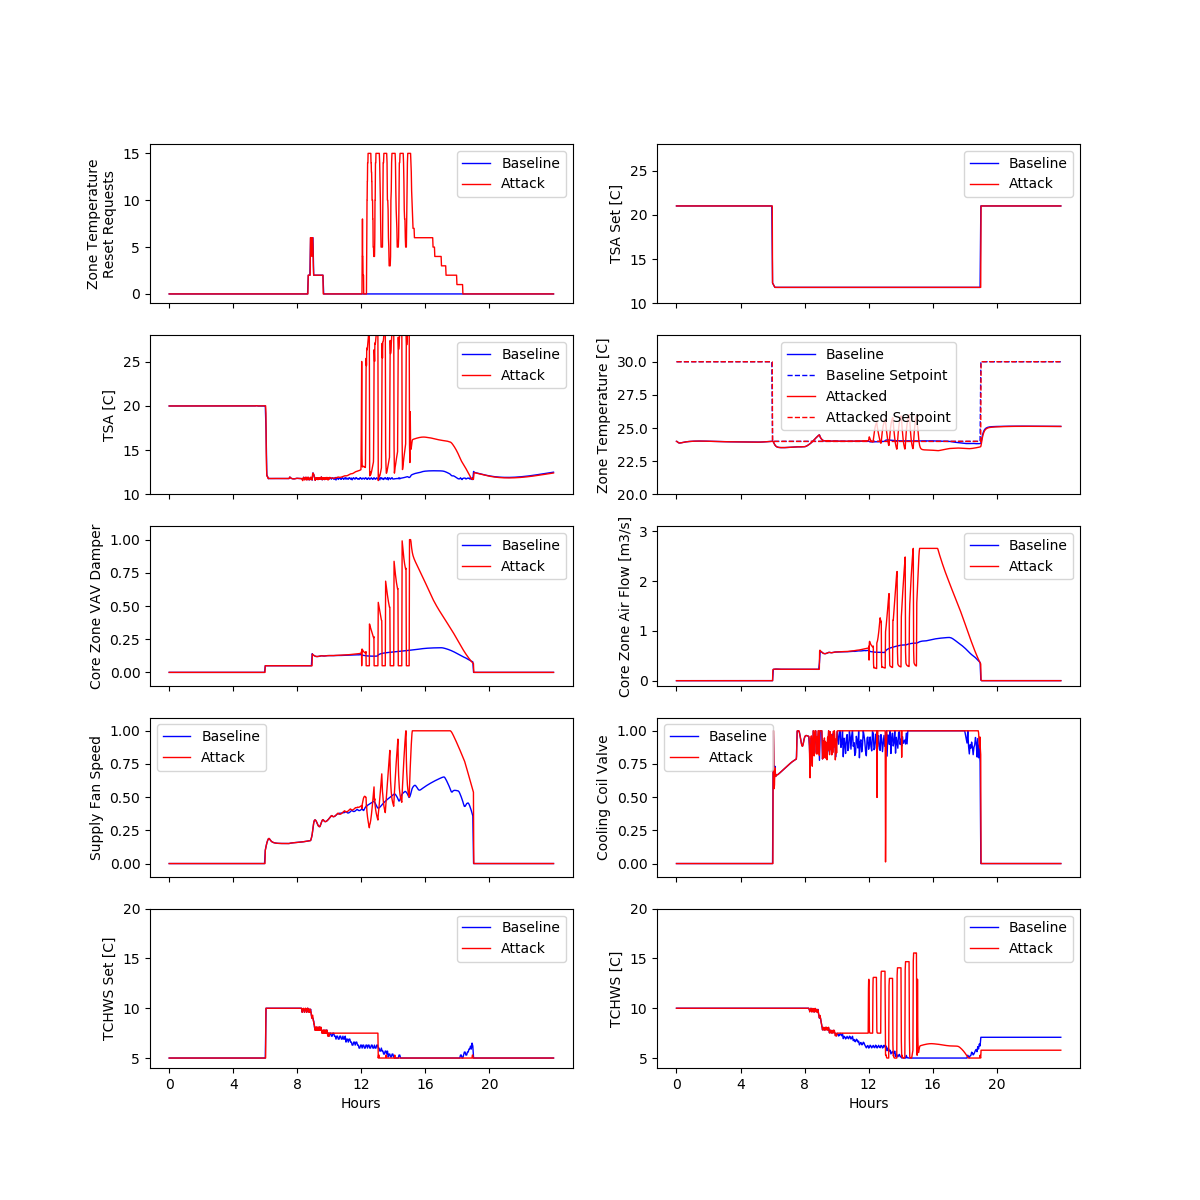 Zone Temperature
Reset Requests
15
10
5
0
Baseline
Attack
TSA Set [C]
25
20
15
10
Baseline
Attack
TSA [C]
25
20
15
10
Baseline
Attack
Zone Temperature [C]
30.0
27.5
25.0
22.5
20.0
Baseline
Baseline Setpoint
Attacked
Attacked Setpoint
Core Zone VAV Damper
1.00
0.75
0.50
0.25
0.00
Baseline
Attack
Core Zone Air Flow [m3/s]
3
2
1
0
Baseline
Attack
Supply Fan Speed
1.00
0.75
0.50
0.25
0.00
Baseline
Attack
Cooling Coil Valve
1.00
0.75
0.50
0.25
0.00
Baseline
Attack
TCHWS Set [C]
20
15
10
5
Baseline
Attack
0 4 8 12 16 20
Hours
TCHWS [C]
20
15
10
5
Baseline
Attack
0 4 8 12 16 20
Hours